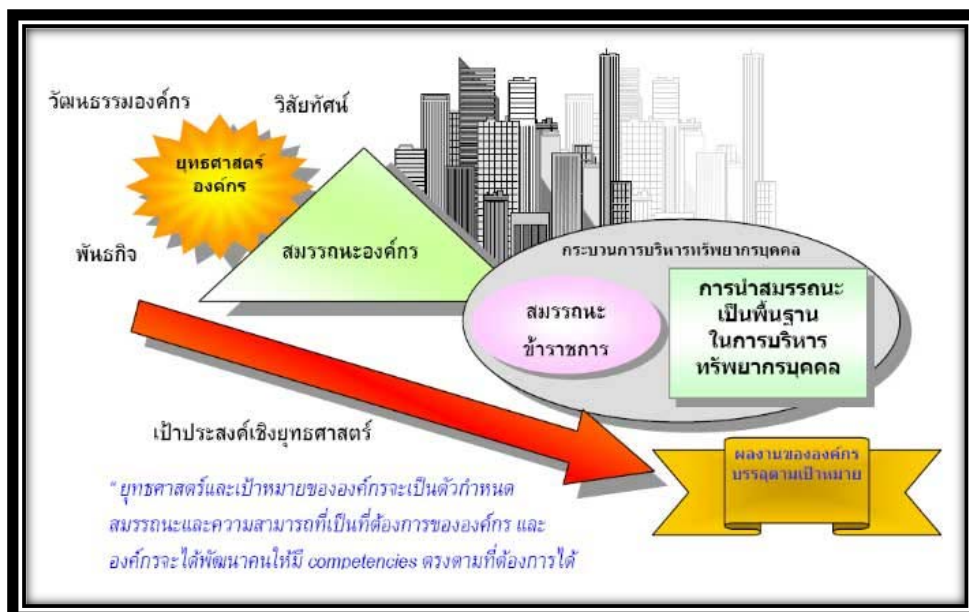 วัฒนธรรมองค์กร
วิสัยทัศน์
ยุทธศาสตร์
องค์กร
พันธกิจ
สมรรถนะองค์กร
กระบานการบริหารทรัพยากรบุคคล
สมรรถนะ
ข้าราชการ
การนำสมรรถนะ
เป็นพื้นฐาน
ในการบริหาร
ทรัพยากรบุคคล
เป้าประสงค์เชิงยุทธศาสตร์
ผลงานขององค์กร
บรรลุตามเป้าหมาย
“ ยุทธศาสตร์และเป้าหมายขององค์กรจะเป็นตัวกำหนด
สมรรถนะและความสามารถที่เป็นที่ต้องการขององค์กร และ
องค์กรจะได้พัฒนาคนให้มี competencies ตรงตามที่ต้องการได้